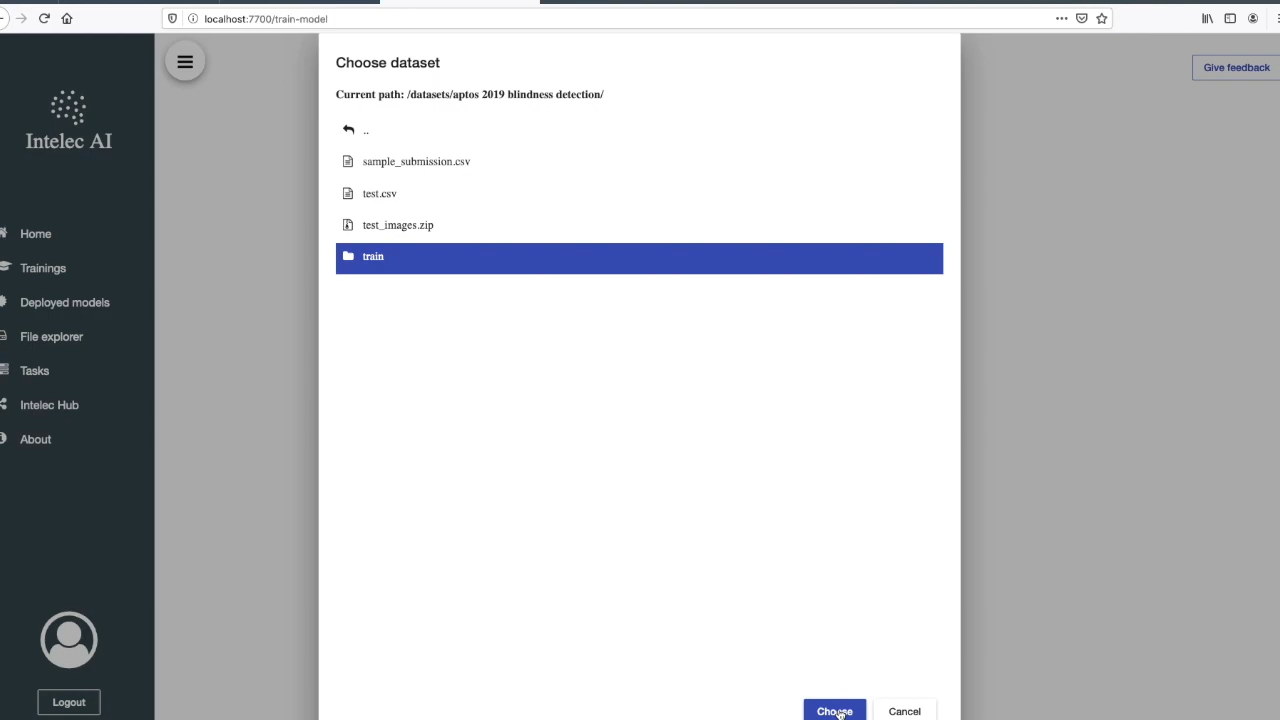 localhost:7700/train-model
Choose dataset
Give feedback
Current path: /datasets/aptos 2019 blindness detection/
Intelec AI
..
sample_submission.csv
test.csv
test_images.zip
train
Home
Trainings
Deployed models
File explorer
Tasks
Intelec Hub
About
Logout
Choose
Cancel